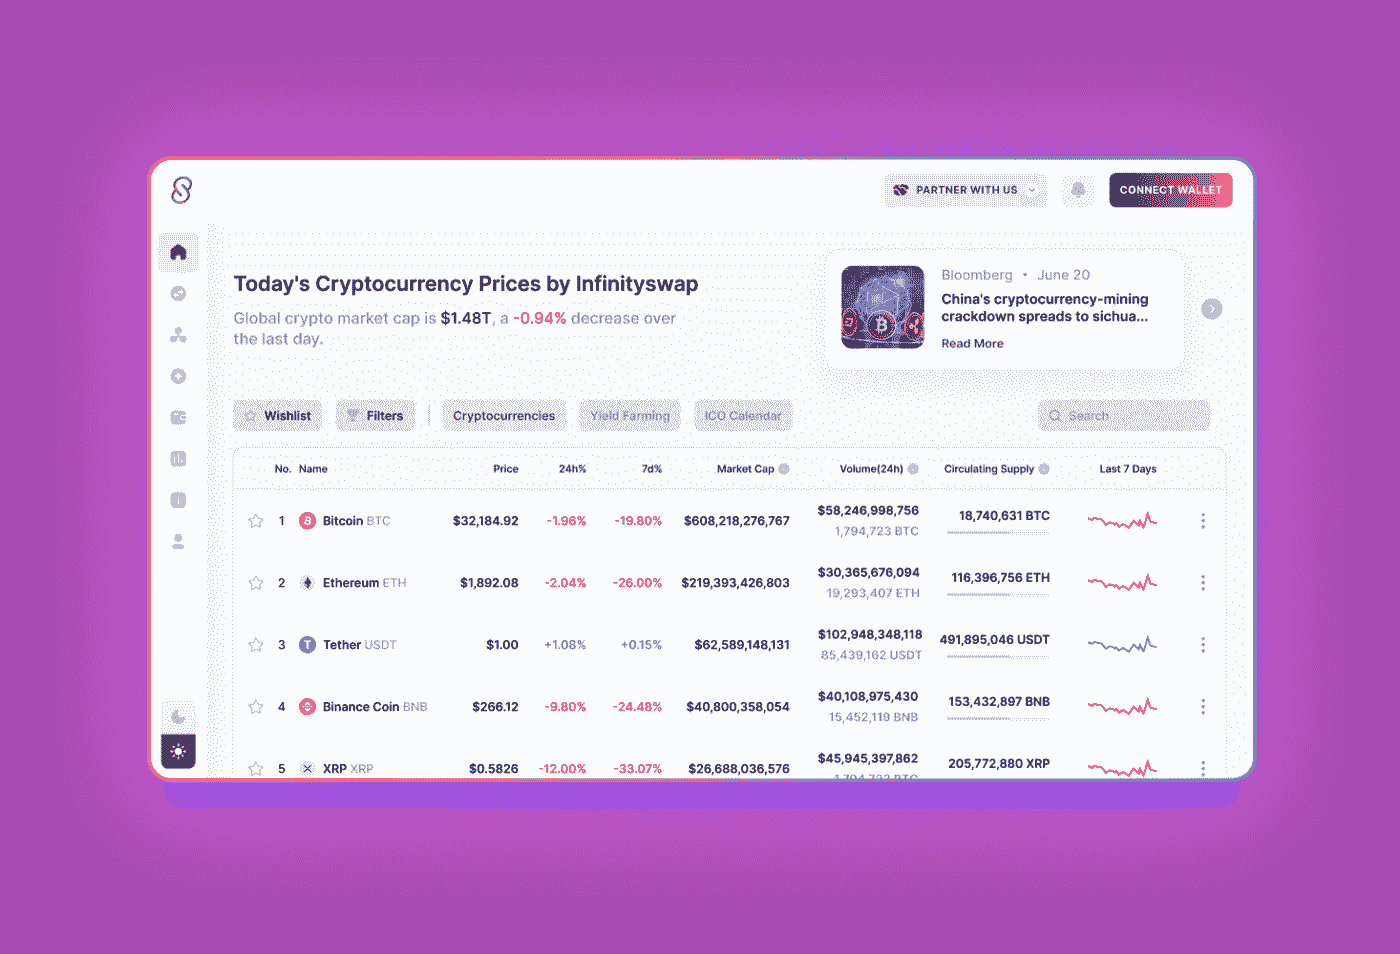 PARTNER WITH US
CONNECT WALLET
Today's Cryptocurrency Prices by Infinityswap
Global crypto market cap is $1.48T, a -0.94% decrease over
the last day.
Bloomberg • June 20
China's cryptocurrency-mining
crackdown spreads to sichua...
Read More
Wishlist Filters Cryptocurrencies Yield Farming ICO Calendar Search
No. Name Price 24h% 7d% Market Cap Volume(24h) Circulating Supply Last 7 Days
1 Bitcoin BTC $32,184.92 -1.96% -19.80% $608,218,276,767 $58,246,998,756 18,740,631 BTC
1,794,723 BTC
2 Ethereum ETH $1,892.08 -2.04% -26.00% $219,393,426,803 $30,365,676,094 116,396,756 ETH
19,293,407 ETH
3 Tether USDT $1.00 +1.08% +0.15% $62,589,148,131 $102,948,348,118 491,895,046 USDT
85,439,162 USDT
4 Binance Coin BNB $266.12 -9.80% -24.48% $40,800,358,054 $40,108,975,430 153,432,897 BNB
15,452,119 BNB
5 XRP XRP $0.5826 -12.00% -33.07% $26,688,036,576 $45,945,397,862 205,772,880 XRP